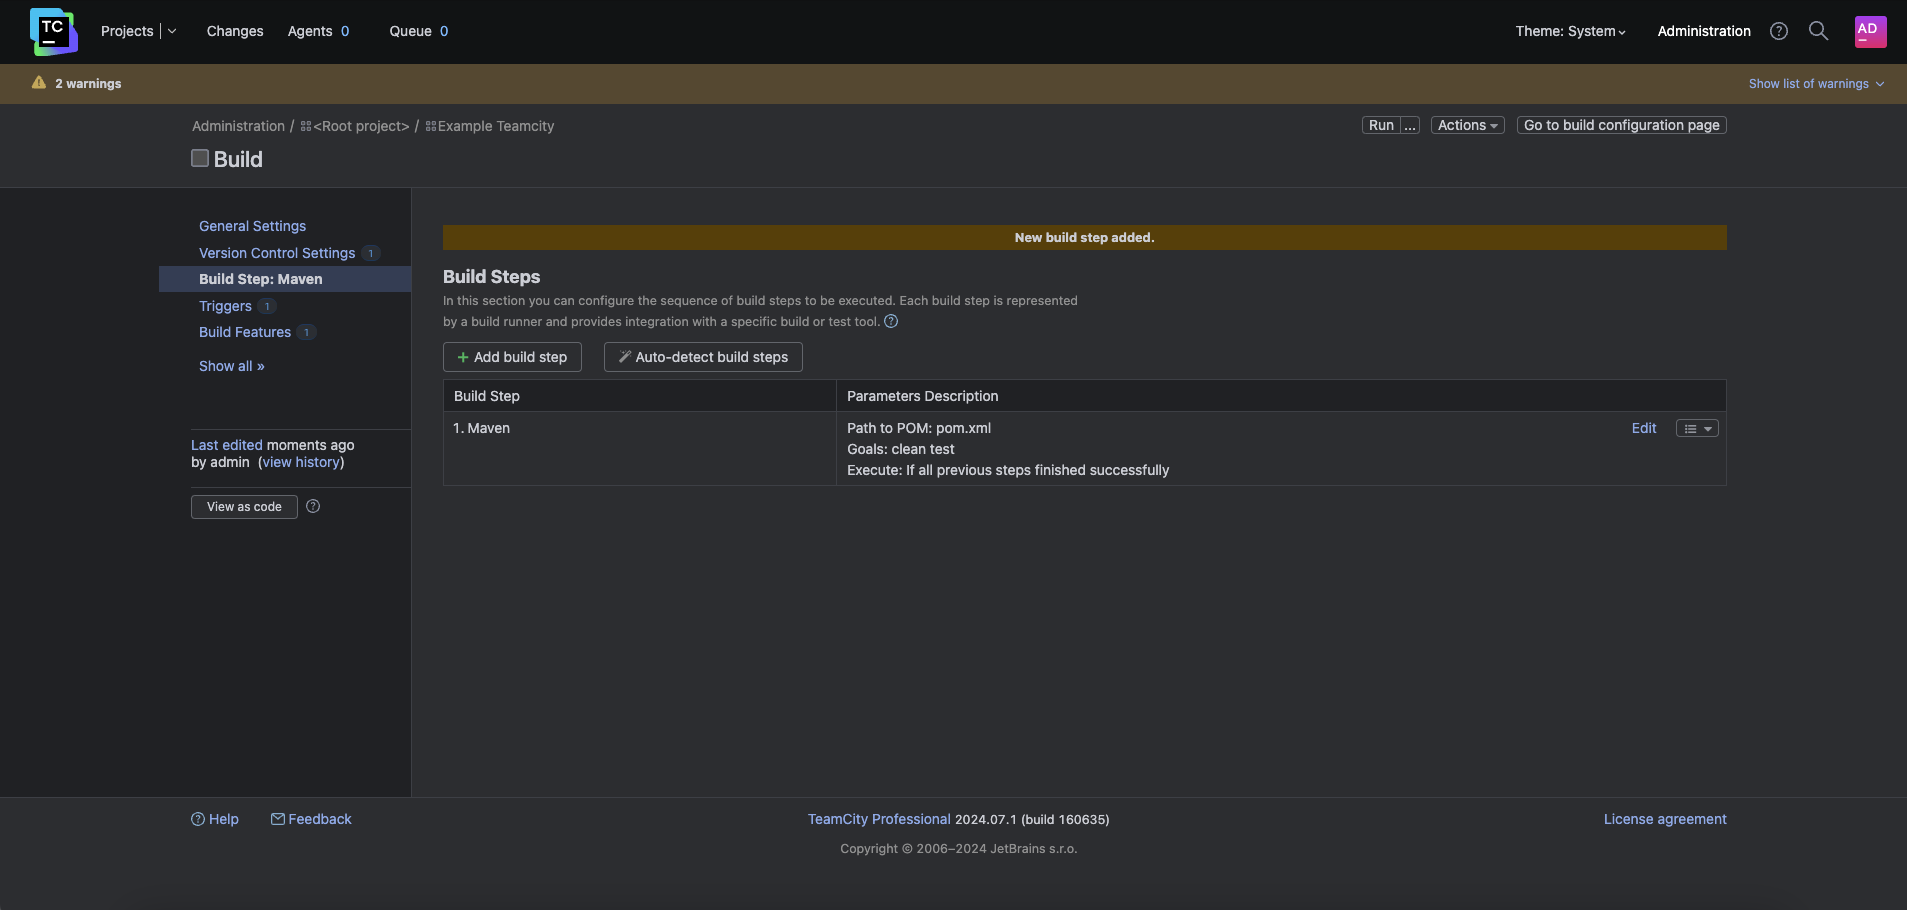 TC Projects Changes Agents 0 Queue 0 Theme: System Administration ? AD
2 warnings Show list of warnings
Administration / <Root project> / Example Teamcity Run ... Actions Go to build configuration page
Build
General Settings
Version Control Settings 1
Build Step: Maven
Triggers 1
Build Features 1
Show all »
Last edited moments ago
by admin (view history)
View as code ?
New build step added.
Build Steps
In this section you can configure the sequence of build steps to be executed. Each build step is represented
by a build runner and provides integration with a specific build or test tool. ?
+ Add build step Auto-detect build steps
Build Step Parameters Description
1. Maven Path to POM: pom.xml Edit
Goals: clean test
Execute: If all previous steps finished successfully
? Help Feedback TeamCity Professional 2024.07.1 (build 160635) License agreement
Copyright © 2006–2024 JetBrains s.r.o.